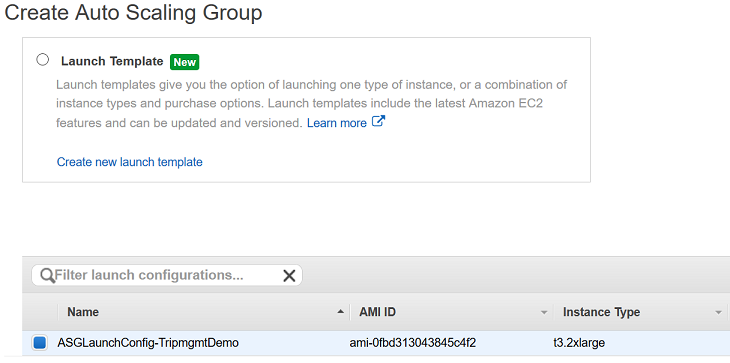 Create Auto Scaling Group
Launch Template New
Launch templates give you the option of launching one type of instance, or a combination of
instance types and purchase options. Launch templates include the latest Amazon EC2
features and can be updated and versioned. Learn more
Create new launch template
Filter launch configurations...
Name AMI ID Instance Type
ASGLaunchConfig-TripmgmtDemo ami-0fbd313043845c4f2 t3.2xlarge